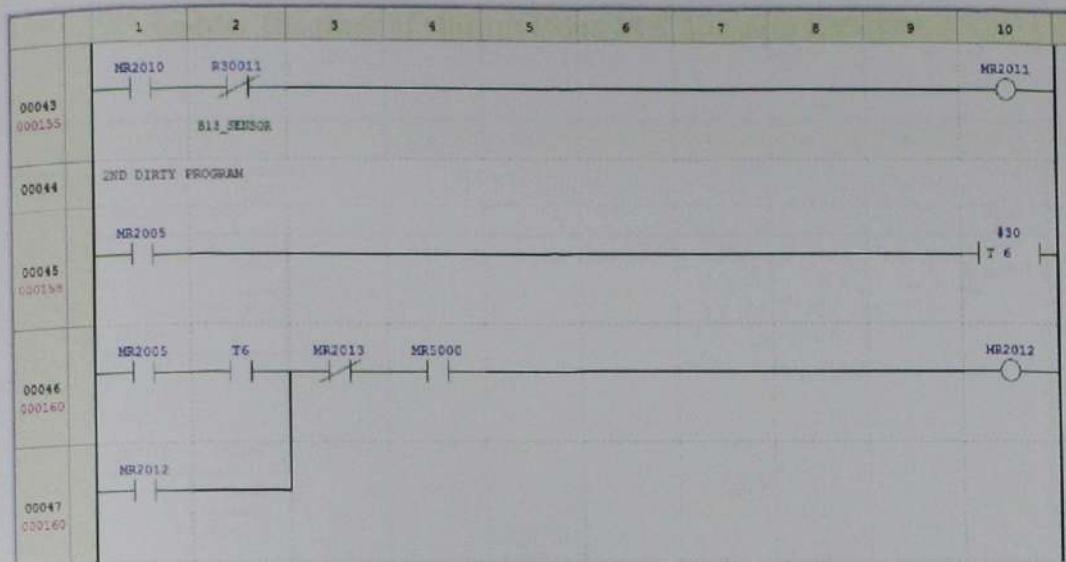 1 2 3 4 5 6 7 8 9 10
MR2010 R30011 MR2011
00043
000155
B13_SENSOR
00044 2ND DIRTY PROGRAM
MR2005 #30
T 6
00045
000158
MR2005 T6 MR2013 MR5000 MR2012
00046
000160
MR2012
00047
000160